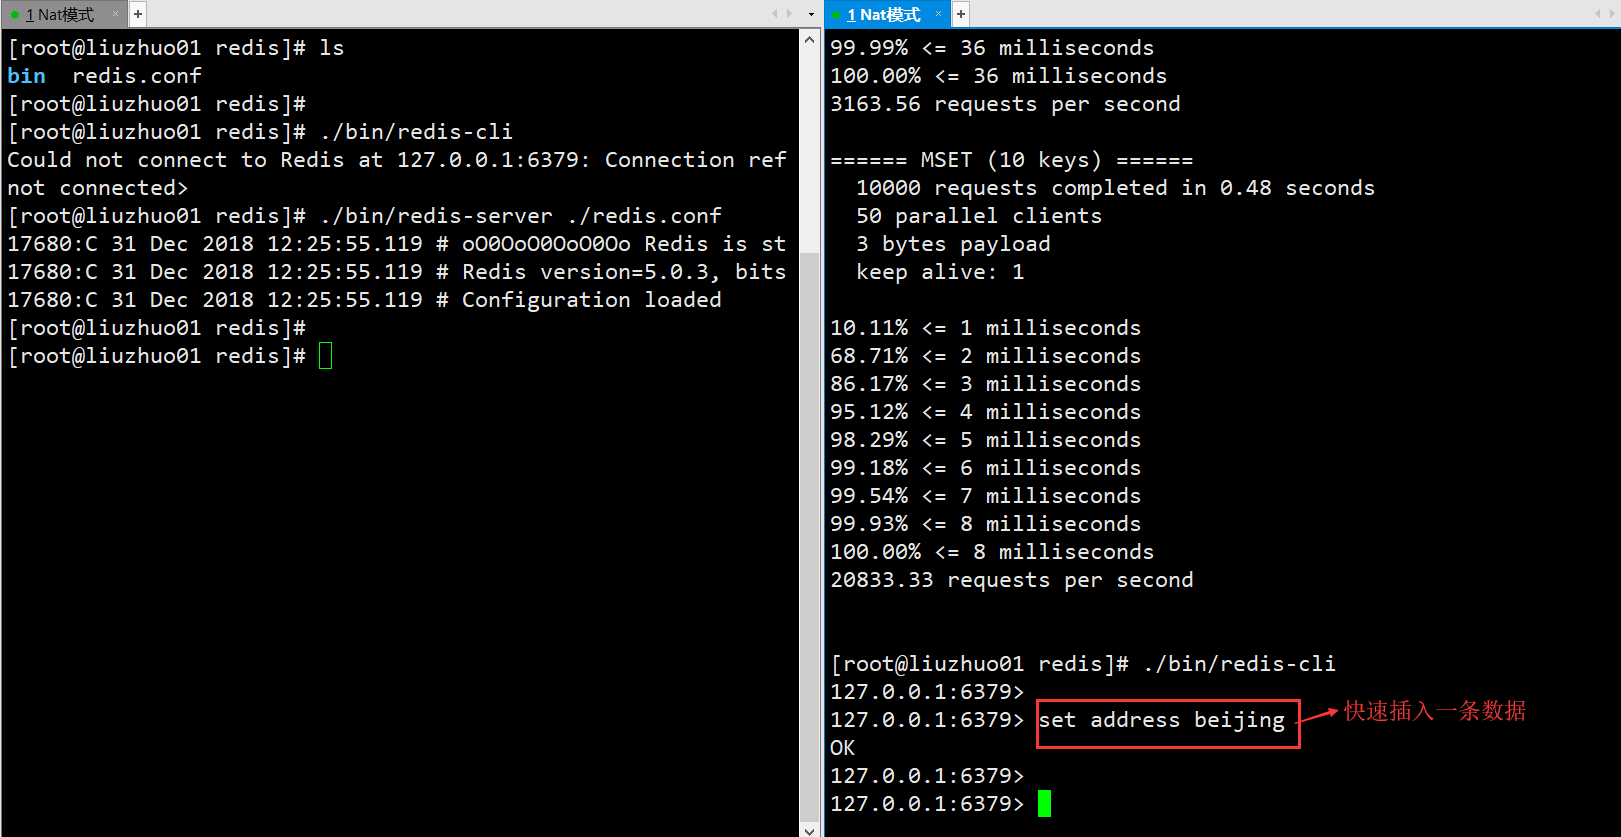 1 Nat模式 × +
[root@liuzhuo01 redis]# ls
bin  redis.conf
[root@liuzhuo01 redis]#
[root@liuzhuo01 redis]# ./bin/redis-cli
Could not connect to Redis at 127.0.0.1:6379: Connection ref
not connected>
[root@liuzhuo01 redis]# ./bin/redis-server ./redis.conf
17680:C 31 Dec 2018 12:25:55.119 # oO0OoO0OoO0Oo Redis is st
17680:C 31 Dec 2018 12:25:55.119 # Redis version=5.0.3, bits
17680:C 31 Dec 2018 12:25:55.119 # Configuration loaded
[root@liuzhuo01 redis]#
[root@liuzhuo01 redis]#
1 Nat模式 × +
99.99% <= 36 milliseconds
100.00% <= 36 milliseconds
3163.56 requests per second
====== MSET (10 keys) ======
10000 requests completed in 0.48 seconds
50 parallel clients
3 bytes payload
keep alive: 1
10.11% <= 1 milliseconds
68.71% <= 2 milliseconds
86.17% <= 3 milliseconds
95.12% <= 4 milliseconds
98.29% <= 5 milliseconds
99.18% <= 6 milliseconds
99.54% <= 7 milliseconds
99.93% <= 8 milliseconds
100.00% <= 8 milliseconds
20833.33 requests per second
[root@liuzhuo01 redis]# ./bin/redis-cli
127.0.0.1:6379>
127.0.0.1:6379> set address beijing 快速插入一条数据
OK
127.0.0.1:6379>
127.0.0.1:6379>